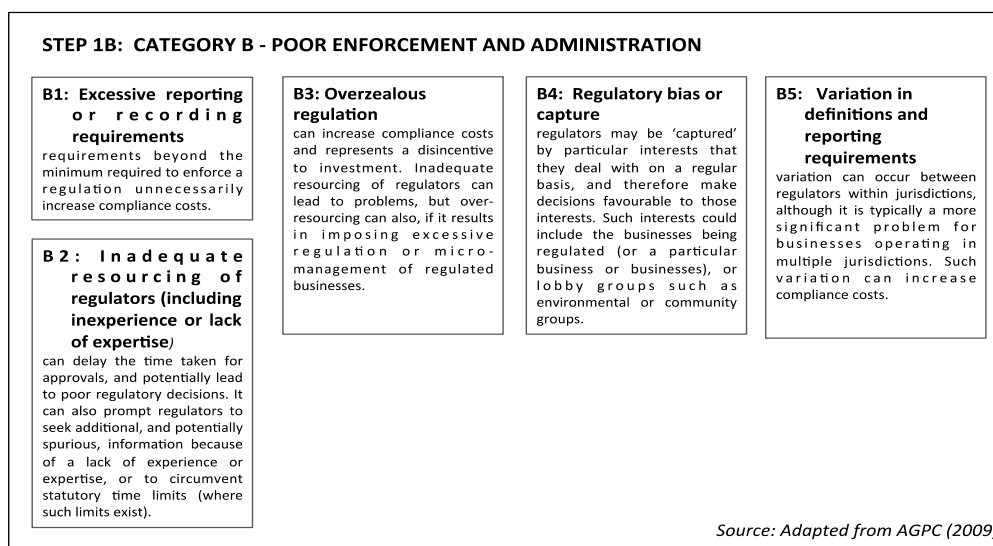 STEP 1B: CATEGORY B - POOR ENFORCEMENT AND ADMINISTRATION
B1: Excessive reporting
or recording
requirements
requirements beyond the
minimum required to enforce a
regulation unnecessarily
increase compliance costs.
B2: Inadequate
resourcing of
regulators (including
inexperience or lack
of expertise)
can delay the time taken for
approvals, and potentially lead
to poor regulatory decisions. It
can also prompt regulators to
seek additional, and potentially
spurious, information because
of a lack of experience or
expertise, or to circumvent
statutory time limits (where
such limits exist).
B3: Overzealous
regulation
can increase compliance costs
and represents a disincentive
to investment. Inadequate
resourcing of regulators can
lead to problems, but over-
resourcing can also, if it results
in imposing excessive
regulation or micro-
management of regulated
businesses.
B4: Regulatory bias or
capture
regulators may be ‘captured’
by particular interests that
they deal with on a regular
basis, and therefore make
decisions favourable to those
interests. Such interests could
include the businesses being
regulated (or a particular
business or businesses), or
lobby groups such as
environmental or community
groups.
B5: Variation in
definitions and
reporting
requirements
variation can occur between
regulators within jurisdictions,
although it is typically a more
significant problem for
businesses operating in
multiple jurisdictions. Such
variation can increase
compliance costs.
Source: Adapted from AGPC (2009